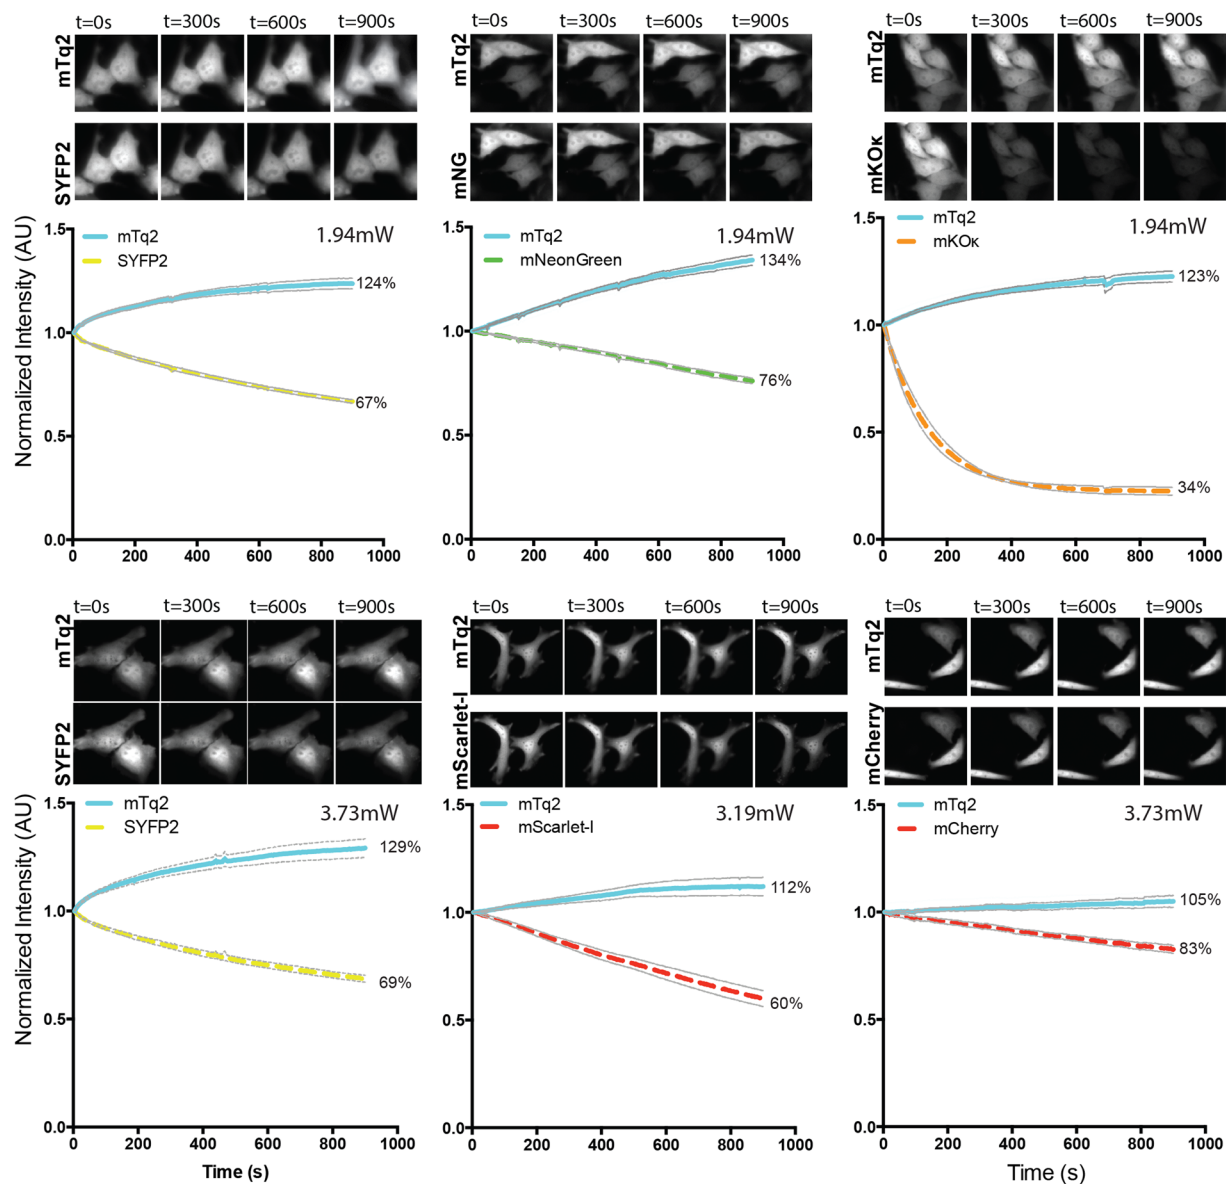 t=0s t=300s t=600s t=900s
mTq2
SYFP2
1.5
mTq2
SYFP2
1.94mW
124%
67%
1.0
0.5
0.0
0 200 400 600 800 1000
Normalized Intensity (AU)
t=0s t=300s t=600s t=900s
mTq2
mNG
1.5
mTq2
mNeonGreen
1.94mW
134%
76%
1.0
0.5
0.0
0 200 400 600 800 1000
t=0s t=300s t=600s t=900s
mTq2
mKOκ
1.5
mTq2
mKOκ
1.94mW
123%
34%
1.0
0.5
0.0
0 200 400 600 800 1000
t=0s t=300s t=600s t=900s
mTq2
SYFP2
1.5
mTq2
SYFP2
3.73mW
129%
69%
1.0
0.5
0.0
0 200 400 600 800 1000
Normalized Intensity (AU)
Time (s)
t=0s t=300s t=600s t=900s
mTq2
mScarlet-I
1.5
mTq2
mScarlet-I
3.19mW
112%
60%
1.0
0.5
0.0
0 200 400 600 800 1000
t=0s t=300s t=600s t=900s
mTq2
mCherry
1.5
mTq2
mCherry
3.73mW
105%
83%
1.0
0.5
0.0
0 200 400 600 800 1000
Time (s)